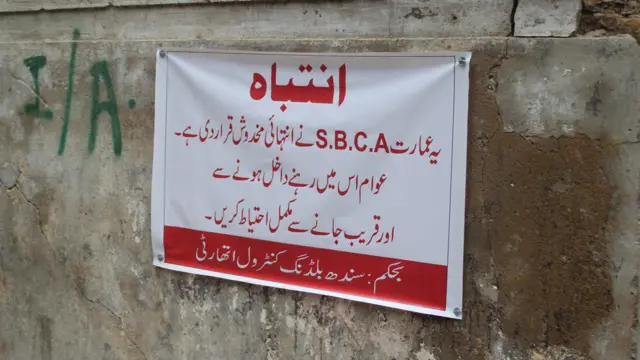 I/A.
انتباہ
یہ عمارت S.B.C.A نے انتہائی مخدوش قرار دی ہے۔
عوام اس میں رہنے داخل ہونے سے
اور قریب جانے سے مکمل احتیاط کریں۔
بحکم: سندھ بلڈنگ کنٹرول اتھارٹی